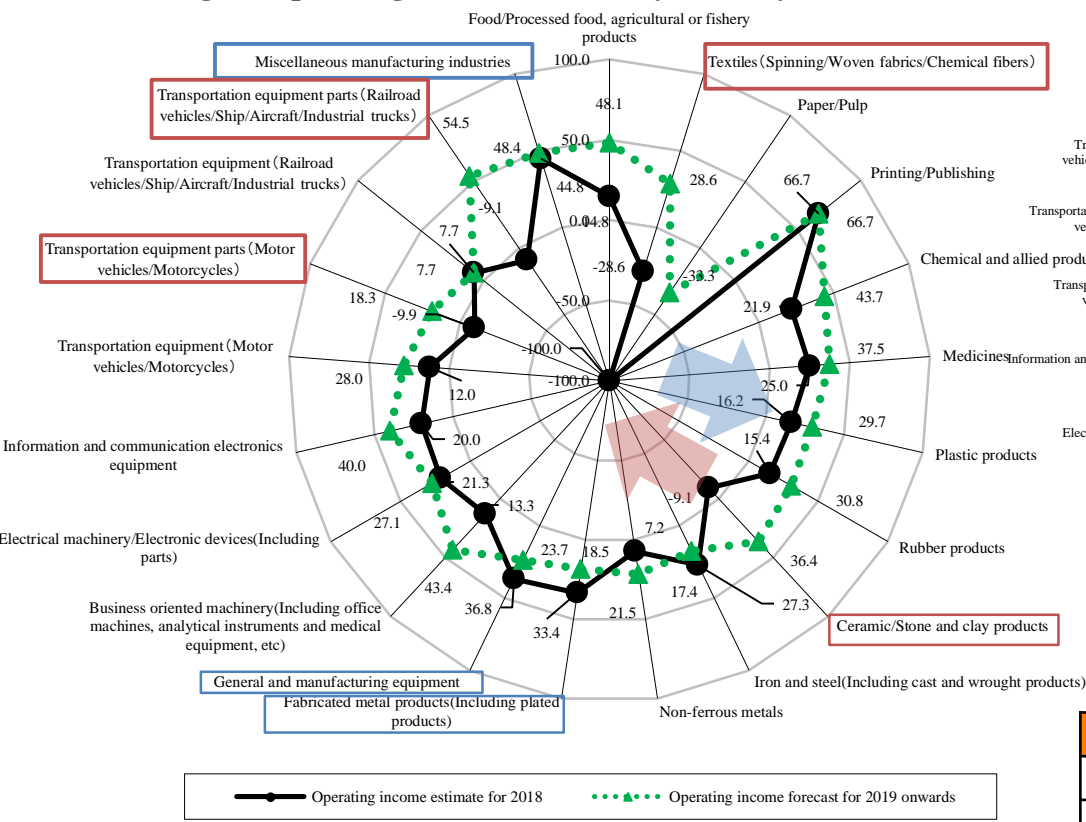 Food/Processed food, agricultural or fishery
products
100.0
Miscellaneous manufacturing industries
Textiles（Spinning/Woven fabrics/Chemical fibers）
Transportation equipment parts（Railroad
vehicles/Ship/Aircraft/Industrial trucks）
54.5
48.1
Paper/Pulp
50.0
48.4
28.6
Transportation equipment（Railroad
vehicles/Ship/Aircraft/Industrial trucks）
66.7
Printing/Publishing
44.8
-9.1
14.8
0.0
66.7
7.7
Transportation equipment parts（Motor
vehicles/Motorcycles）
7.7
-28.6
-33.3
Chemical and allied produ
18.3
-9.9
-50.0
21.9
43.7
Transportation equipment（Motor
vehicles/Motorcycles）
-100.0
37.5
Medicines
Information an
28.0
12.0
-100.0
25.0
16.2
29.7
Information and communication electronics
equipment
20.0
40.0
15.4
Plastic products
21.3
27.1
13.3
-9.1
30.8
Electrical machinery/Electronic devices(Including
parts)
7.2
Rubber products
23.7
18.5
36.4
43.4
17.4
27.3
Business oriented machinery(Including office
machines, analytical instruments and medical
equipment, etc)
36.8
33.4
21.5
Ceramic/Stone and clay products
General and manufacturing equipment
Iron and steel(Including cast and wrought products)
Fabricated metal products(Including plated
products)
Non-ferrous metals
Operating income estimate for 2018
Operating income forecast for 2019 onwards